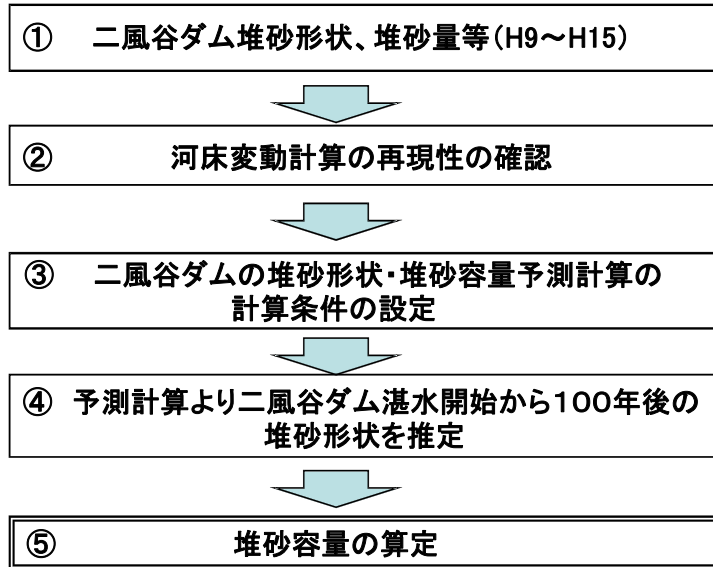 ① 二風谷ダム堆砂形状、堆砂量等（H9～H15）
② 河床変動計算の再現性の確認
③ 二風谷ダムの堆砂形状・堆砂容量予測計算の
計算条件の設定
④ 予測計算より二風谷ダム湛水開始から１００年後の
堆砂形状を推定
⑤ 堆砂容量の算定